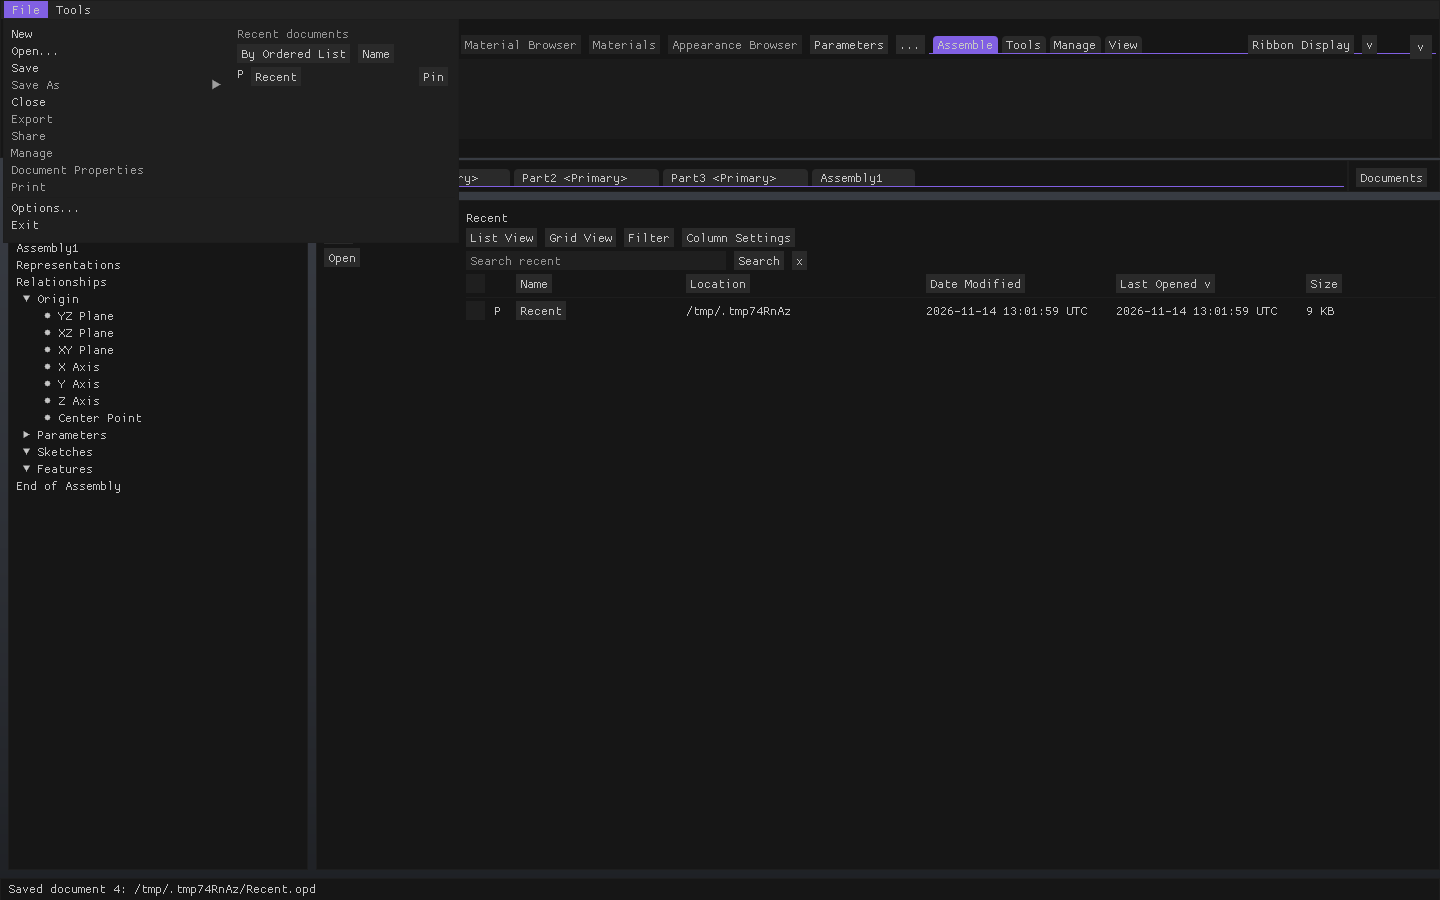 File Tools
New
Open...
Save
Save As
Close
Export
Share
Manage
Document Properties
Print
Options...
Exit
Recent documents
By Ordered List Name
P Recent Pin
Material Browser Materials Appearance Browser Parameters ... Assemble Tools Manage View Ribbon Display v v
ry> Part2 <Primary> Part3 <Primary> Assembly1 Documents
Assembly1
Representations
Relationships
Origin
YZ Plane
XZ Plane
XY Plane
X Axis
Y Axis
Z Axis
Center Point
Parameters
Sketches
Features
End of Assembly
Open
Recent
List View Grid View Filter Column Settings
Search recent Search x
Name Location Date Modified Last Opened v Size
P Recent /tmp/.tmp74RnAz 2026-11-14 13:01:59 UTC 2026-11-14 13:01:59 UTC 9 KB
Saved document 4: /tmp/.tmp74RnAz/Recent.opd